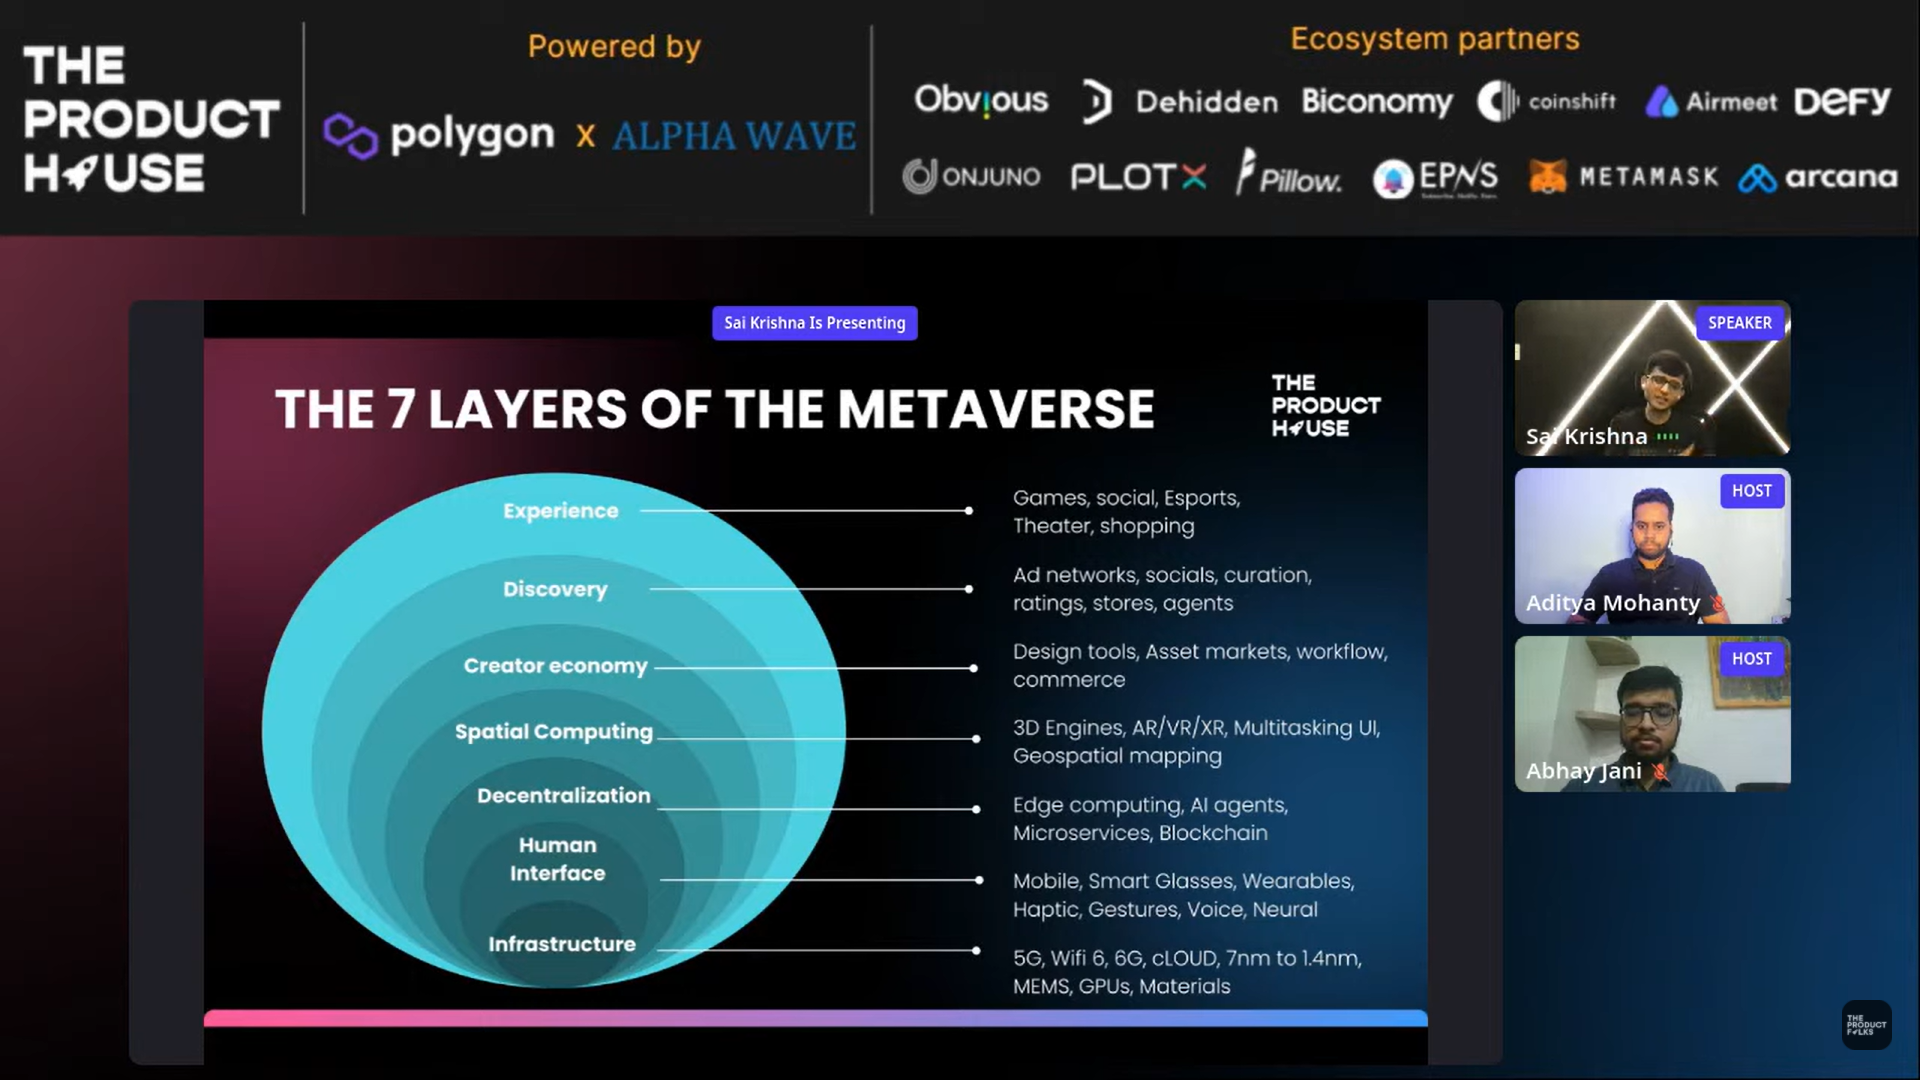 THE
PRODUCT
HOUSE
Powered by
polygon x ALPHA WAVE
Ecosystem partners
Obvious Dehidden Biconomy coinshift Airmeet DeFY
ONJUNO PLOTX Pillow. EPNS METAMASK arcana
Sai Krishna Is Presenting
THE 7 LAYERS OF THE METAVERSE
THE
PRODUCT
HOUSE
Experience
Games, social, Esports,
Theater, shopping
Discovery
Ad networks, socials, curation,
ratings, stores, agents
Creator economy
Design tools, Asset markets, workflow,
commerce
Spatial Computing
3D Engines, AR/VR/XR, Multitasking UI,
Geospatial mapping
Decentralization
Edge computing, AI agents,
Microservices, Blockchain
Human
Interface
Mobile, Smart Glasses, Wearables,
Haptic, Gestures, Voice, Neural
Infrastructure
5G, Wifi 6, 6G, cLOUD, 7nm to 1.4nm,
MEMS, GPUs, Materials
SPEAKER
Sai Krishna
HOST
Aditya Mohanty
HOST
Abhay Jani
THE
PRODUCT
FOLKS